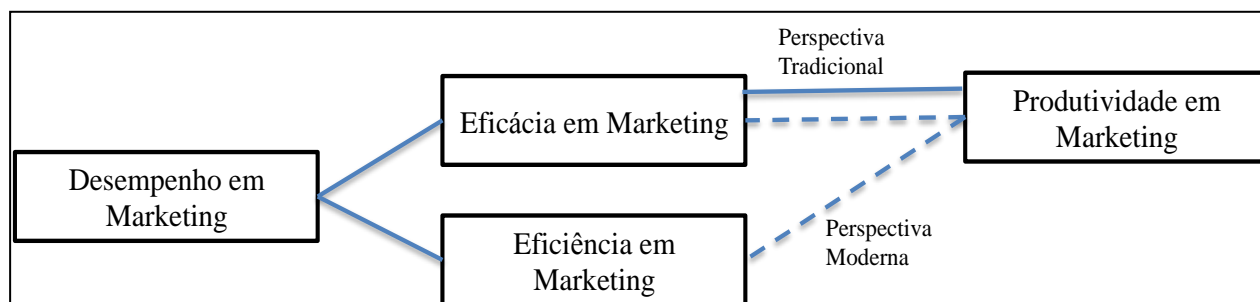 Perspectiva
Tradicional
Eficácia em Marketing
Produtividade em
Marketing
Desempenho em
Marketing
Eficiência em
Marketing
Perspectiva
Moderna